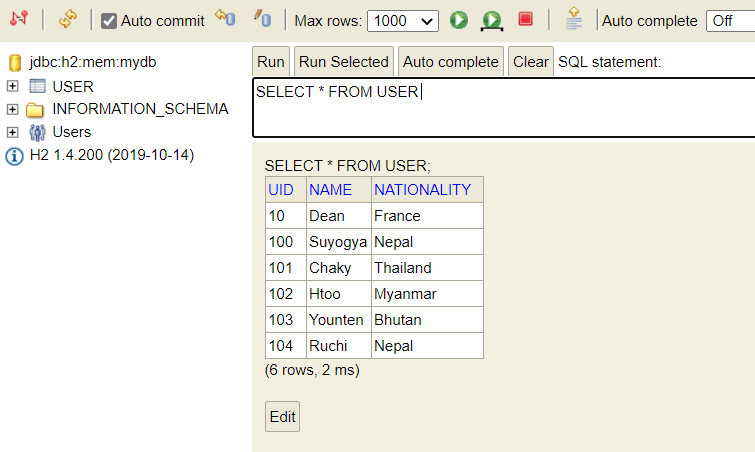 Auto commit Max rows: 1000 Auto complete Off
jdbc:h2:mem:mydb
USER
INFORMATION_SCHEMA
Users
H2 1.4.200 (2019-10-14)
Run Run Selected Auto complete Clear SQL statement:
SELECT * FROM USER
SELECT * FROM USER;
UID NAME NATIONALITY
10 Dean France
100 Suyogya Nepal
101 Chaky Thailand
102 Htoo Myanmar
103 Younten Bhutan
104 Ruchi Nepal
(6 rows, 2 ms)
Edit